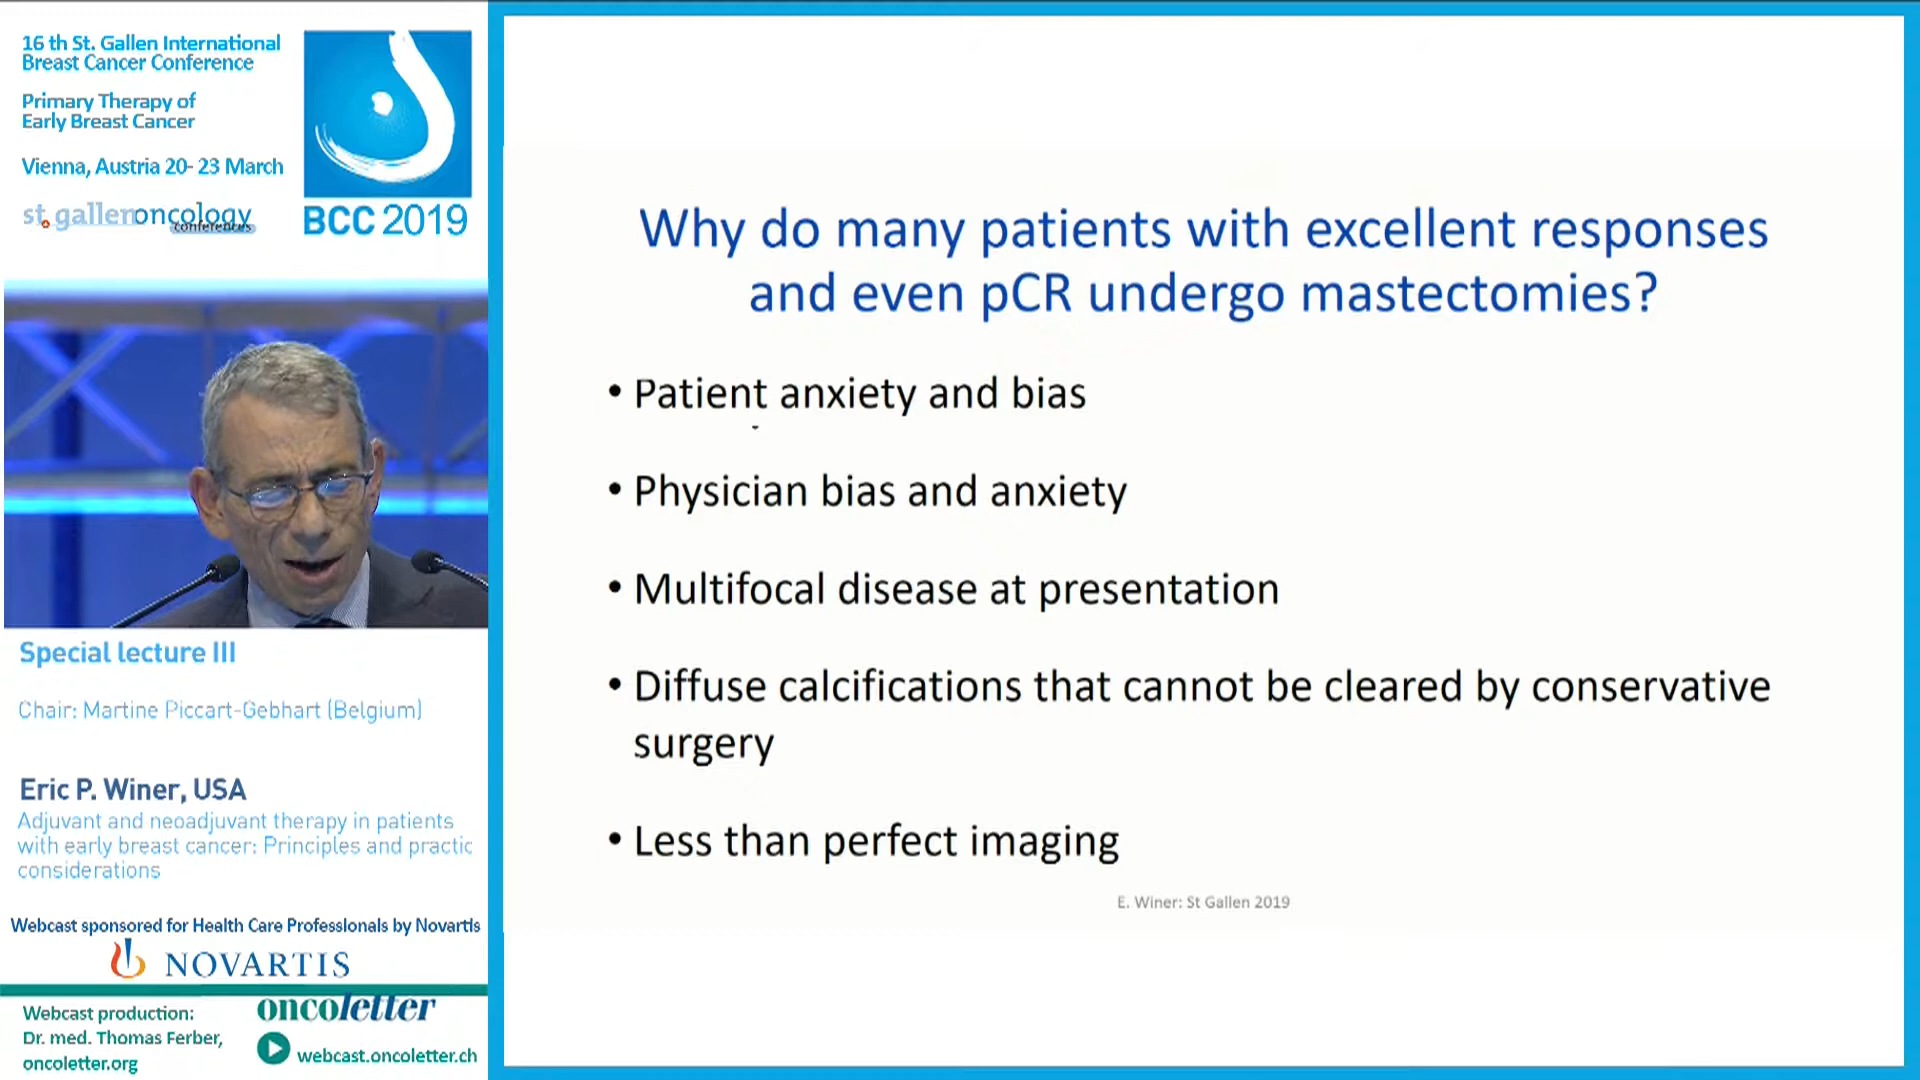 16 th St. Gallen International
Breast Cancer Conference
Primary Therapy of
Early Breast Cancer
Vienna, Austria 20- 23 March
st.gallenoncology
conferences
BCC 2019
Special lecture III
Chair: Martine Piccart-Gebhart (Belgium)
Eric P. Winer, USA
Adjuvant and neoadjuvant therapy in patients
with early breast cancer: Principles and practic
considerations
Webcast sponsored for Health Care Professionals by Novartis
NOVARTIS
Webcast production:
Dr. med. Thomas Ferber,
oncoletter.org
oncoletter
webcast.oncoletter.ch
Why do many patients with excellent responses
and even pCR undergo mastectomies?
• Patient anxiety and bias
• Physician bias and anxiety
• Multifocal disease at presentation
• Diffuse calcifications that cannot be cleared by conservative
surgery
• Less than perfect imaging
E. Winer: St Gallen 2019